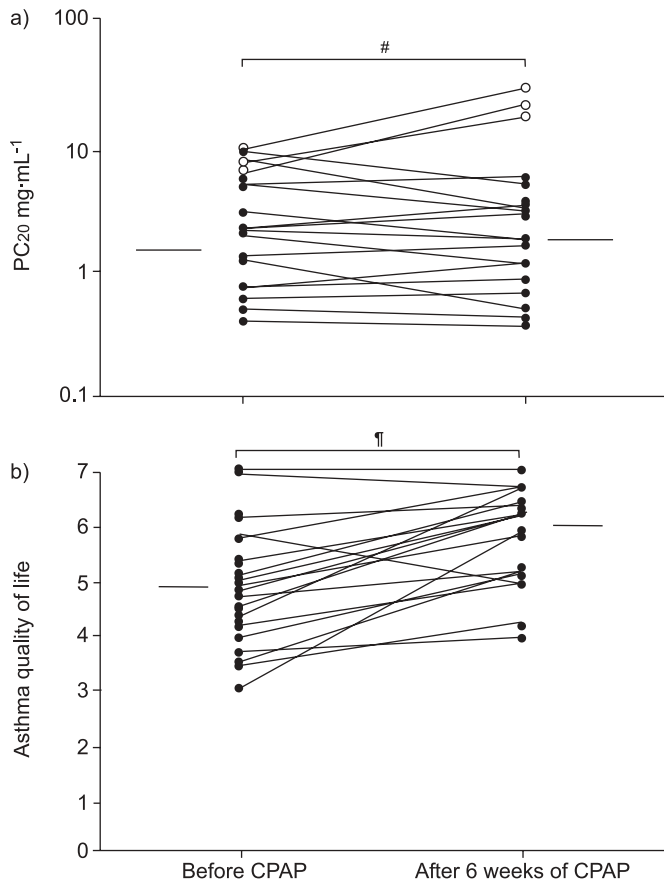 a)
100
#
10
1
0.1
PC20 mg·mL-1
b)
¶
7
6
5
4
3
2
1
0
Asthma quality of life
Before CPAP
After 6 weeks of CPAP